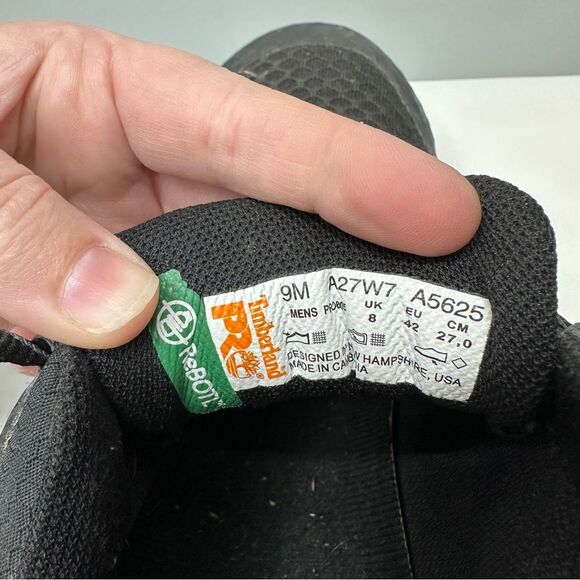 ReBOTL
Timberland
PRO
9M A27W7 A5625
MENS UK EU CM
8 42 27,0
DESIGNED HAMPSHIRE, USA
MADE IN CAMBODIA